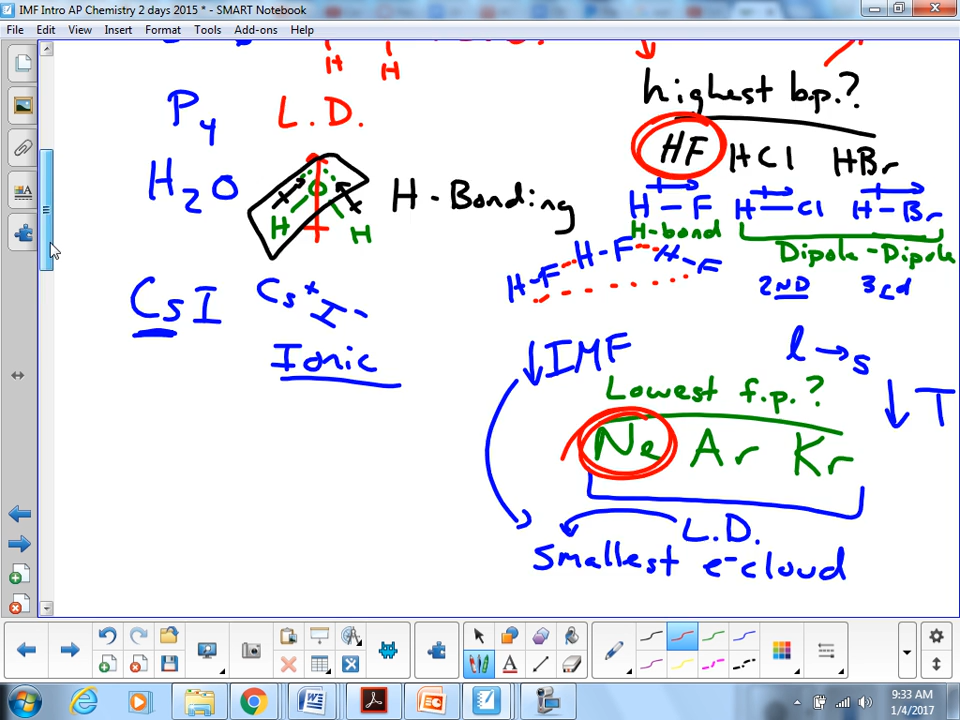 IMF Intro AP Chemistry 2 days 2015 * - SMART Notebook
File Edit View Insert Format Tools Add-ons Help
H H
P4 L.D.
H2O O H H H-Bonding
CsI Cs+ I-
Ionic
highest b.p.?
HF HCl HBr
H-F H-Cl H-Br
H-bond Dipole-Dipole
H-F H-F H-F
2ND 3rd
↓IMF l→s
Lowest f.p.? ↓T
Ne Ar Kr
L.D.
Smallest e-cloud
A
9:33 AM
1/4/2017